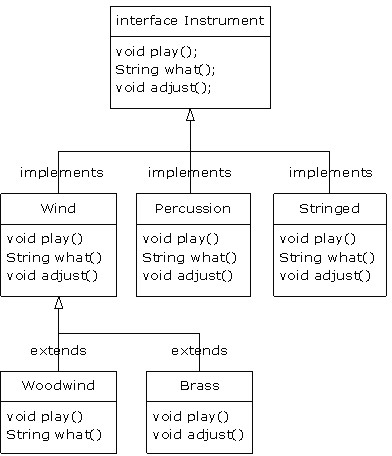 interface Instrument
void play();
String what();
void adjust();
implements implements implements
Wind
void play()
String what()
void adjust()
Percussion
void play()
String what()
void adjust()
Stringed
void play()
String what()
void adjust()
extends extends
Woodwind
void play()
String what()
Brass
void play()
void adjust()